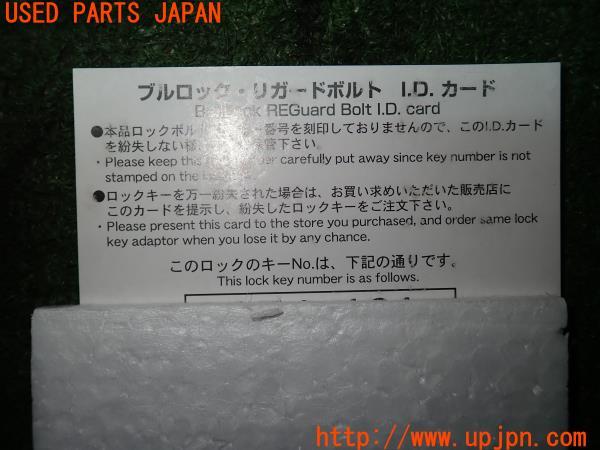 USED PARTS JAPAN
ブルロック・リガードボルト I.D. カード
REGuard Bolt I.D. card
●本品ロックボル 番号を刻印しておりませんので、このI.D.カード
を紛失しない様 下さい。
・Please keep this carefully put away since key number is not
stamped on the
●ロックキーを万一紛失された場合は、お買い求めいただいた販売店に
このカードを提示し、紛失したロックキーをご注文下さい。
・Please present this card to the store you purchased, and order same lock
key adaptor when you lose it by any chance.
このロックのキーNo.は、下記の通りです。
This lock key number is as follows.
http://www.upjpn.com